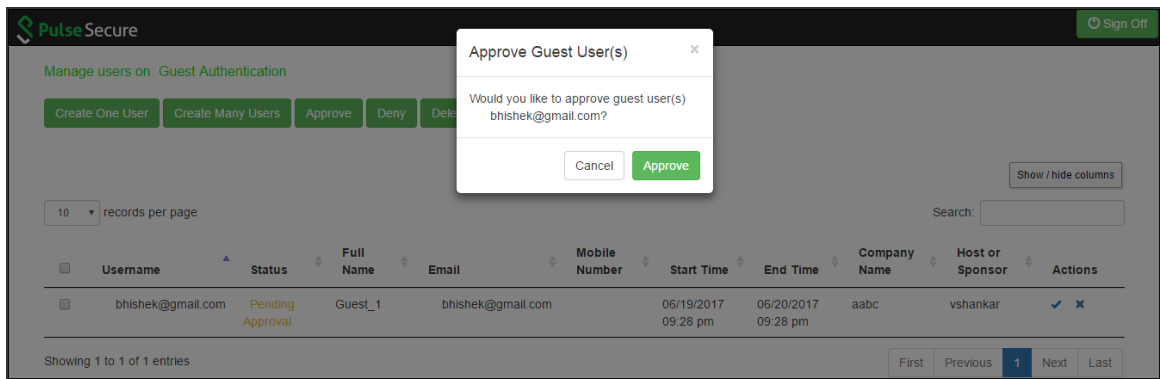 Pulse Secure
Sign Off
Manage users on: Guest Authentication
Create One User
Create Many Users
Approve
Deny
Approve Guest User(s)
×
Would you like to approve guest user(s)
bhishek@gmail.com?
Cancel
Approve
Show / hide columns
10 records per page
Search:
Username
Status
Full
Name
Email
Mobile
Number
Start Time
End Time
Company
Name
Host or
Sponsor
Actions
bhishek@gmail.com
Pending
Approval
Guest_1
bhishek@gmail.com
06/19/2017
09:28 pm
06/20/2017
09:28 pm
aabc
vshankar
Showing 1 to 1 of 1 entries
First
Previous
1
Next
Last